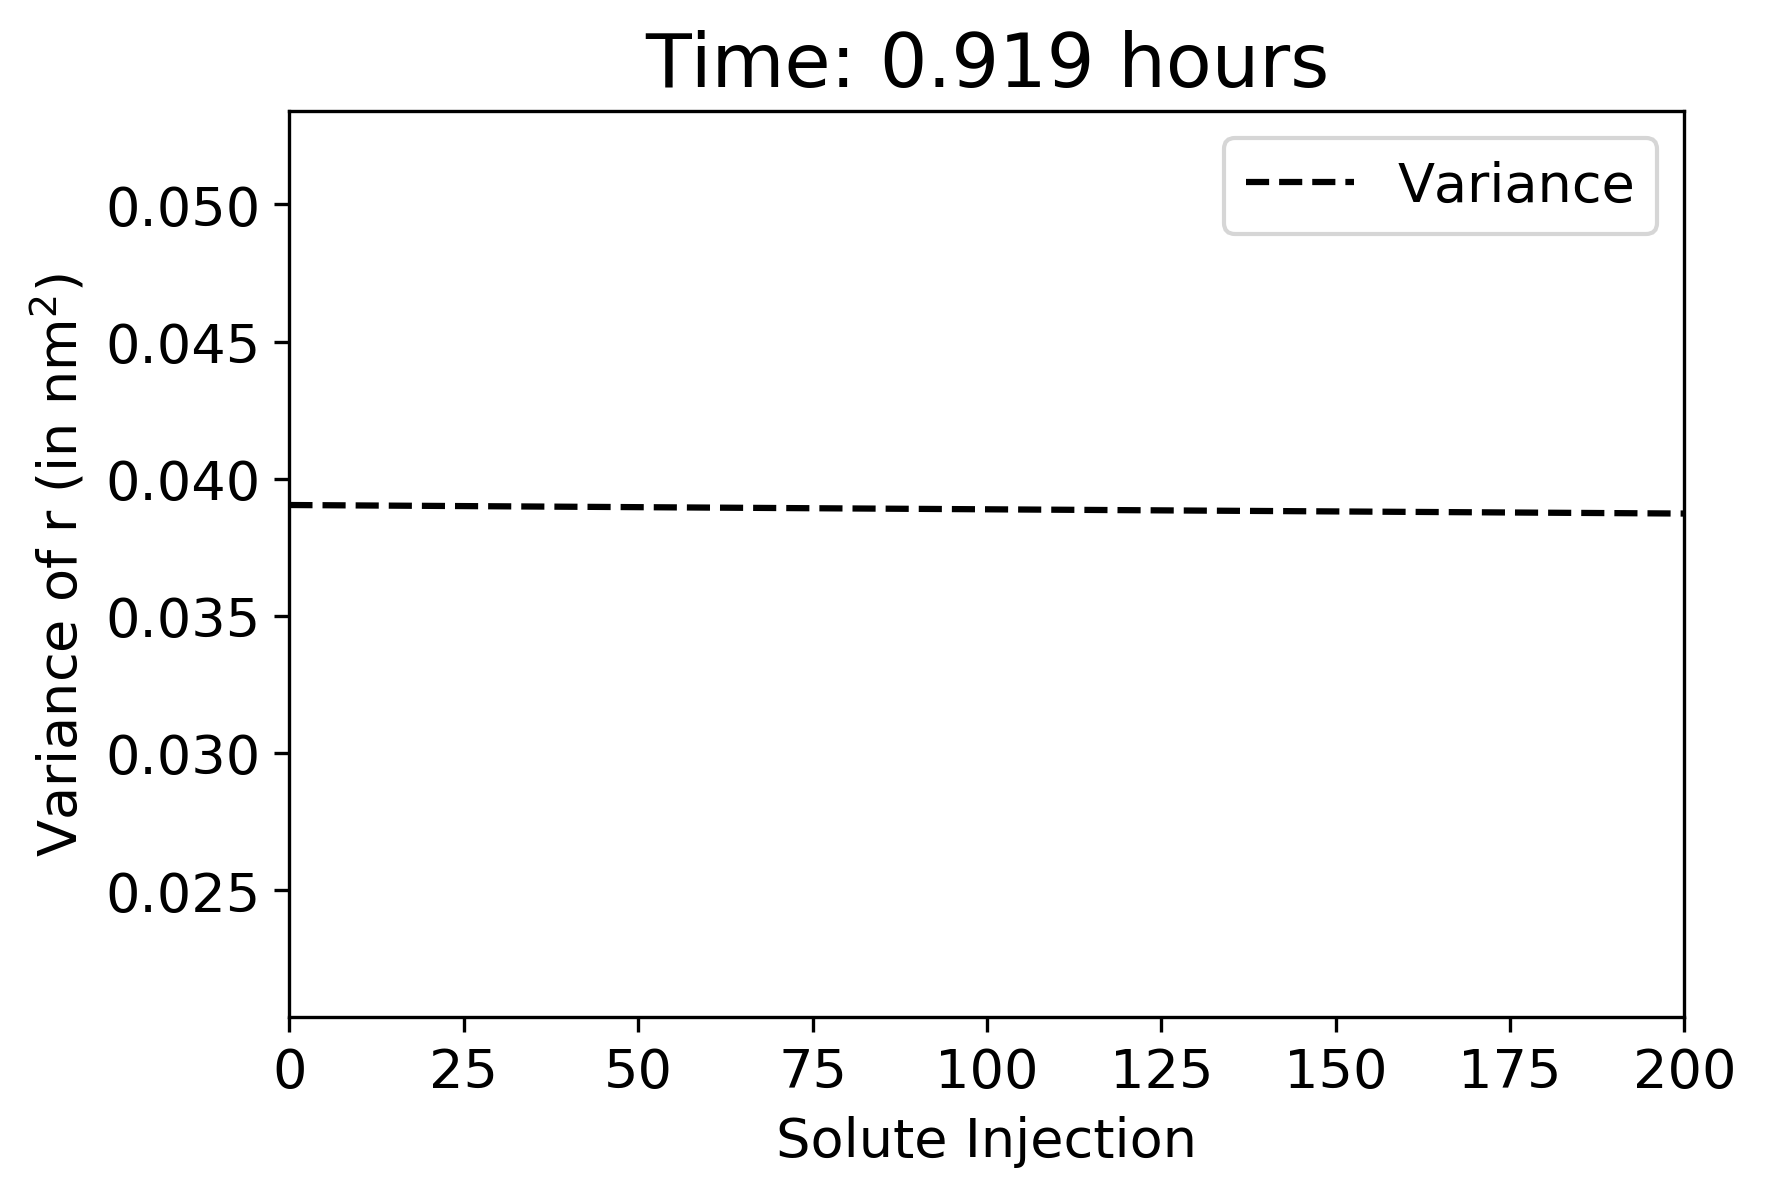 Time: 0.919 hours
Variance
Variance of r (in nm²)
0.050
0.045
0.040
0.035
0.030
0.025
0 25 50 75 100 125 150 175 200
Solute Injection